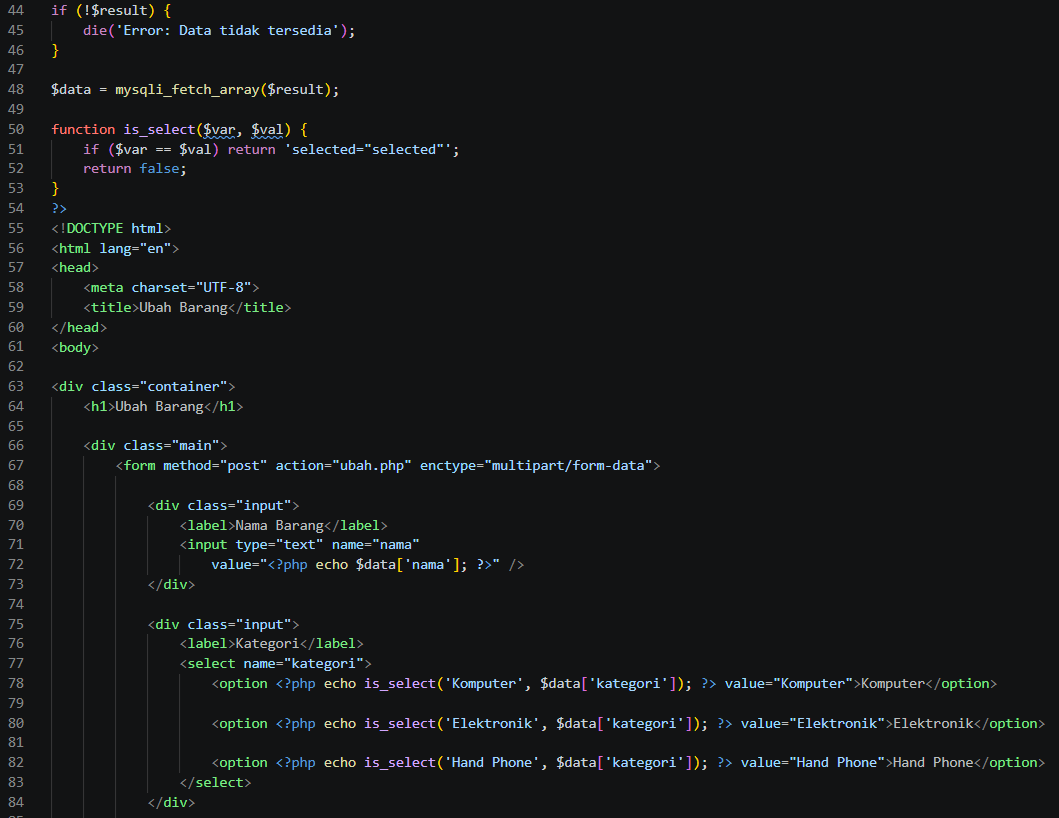 44 if (!$result) {
45     die('Error: Data tidak tersedia');
46 }
47
48 $data = mysqli_fetch_array($result);
49
50 function is_select($var, $val) {
51     if ($var == $val) return 'selected="selected"';
52     return false;
53 }
54 ?>
55 <!DOCTYPE html>
56 <html lang="en">
57 <head>
58     <meta charset="UTF-8">
59     <title>Ubah Barang</title>
60 </head>
61 <body>
62
63 <div class="container">
64     <h1>Ubah Barang</h1>
65
66     <div class="main">
67         <form method="post" action="ubah.php" enctype="multipart/form-data">
68
69             <div class="input">
70                 <label>Nama Barang</label>
71                 <input type="text" name="nama"
72                     value="<?php echo $data['nama']; ?>" />
73             </div>
74
75             <div class="input">
76                 <label>Kategori</label>
77                 <select name="kategori">
78                     <option <?php echo is_select('Komputer', $data['kategori']); ?> value="Komputer">Komputer</option>
79
80                     <option <?php echo is_select('Elektronik', $data['kategori']); ?> value="Elektronik">Elektronik</option>
81
82                     <option <?php echo is_select('Hand Phone', $data['kategori']); ?> value="Hand Phone">Hand Phone</option>
83                 </select>
84             </div>